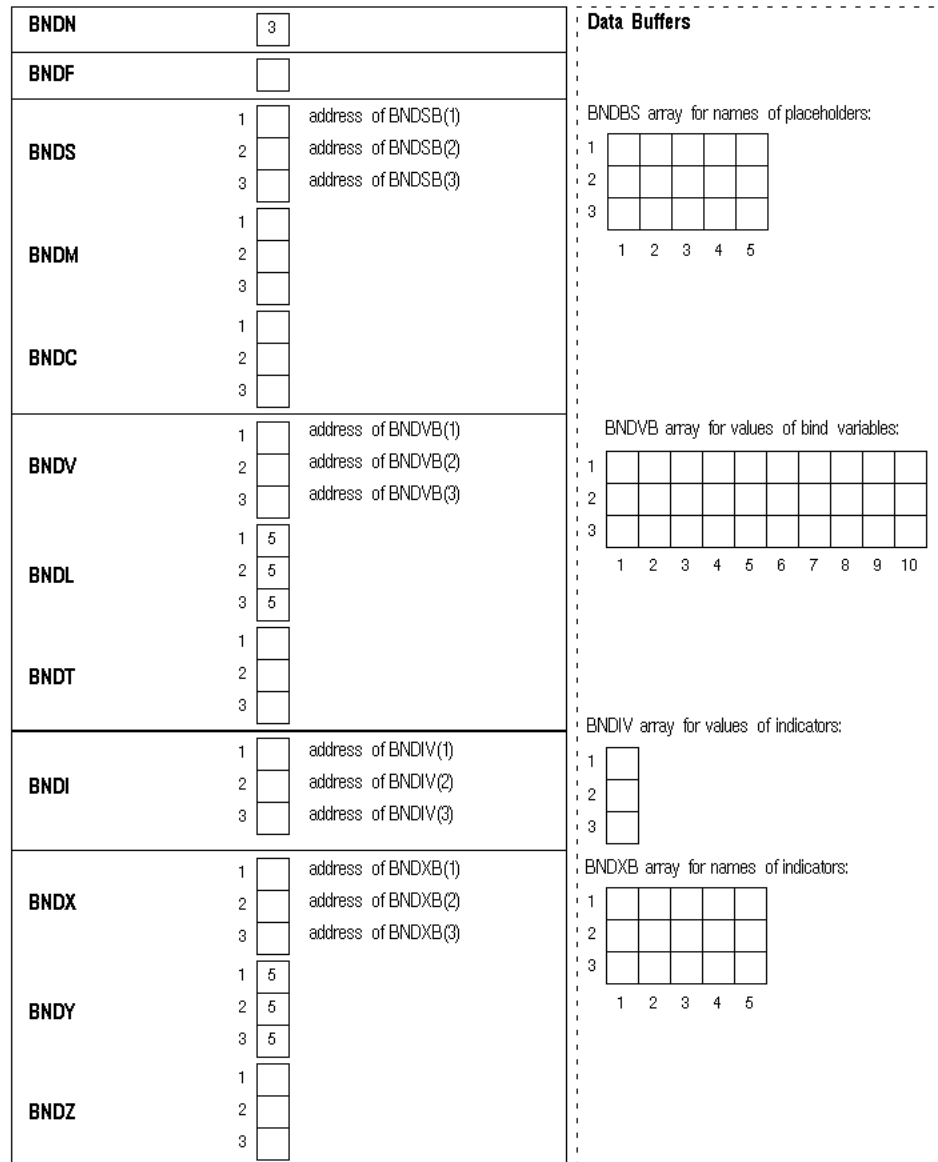 BNDN
3
BNDF
BNDS
1 address of BNDSB(1)
2 address of BNDSB(2)
3 address of BNDSB(3)
BNDM
1
2
3
BNDC
1
2
3
BNDV
1 address of BNDVB(1)
2 address of BNDVB(2)
3 address of BNDVB(3)
BNDL
1 5
2 5
3 5
BNDT
1
2
3
BNDI
1 address of BNDIV(1)
2 address of BNDIV(2)
3 address of BNDIV(3)
BNDX
1 address of BNDXB(1)
2 address of BNDXB(2)
3 address of BNDXB(3)
BNDY
1 5
2 5
3 5
BNDZ
1
2
3
Data Buffers
BNDBS array for names of placeholders:
1
2
3
1 2 3 4 5
BNDVB array for values of bind variables:
1
2
3
1 2 3 4 5 6 7 8 9 10
BNDIV array for values of indicators:
1
2
3
BNDXB array for names of indicators:
1
2
3
1 2 3 4 5